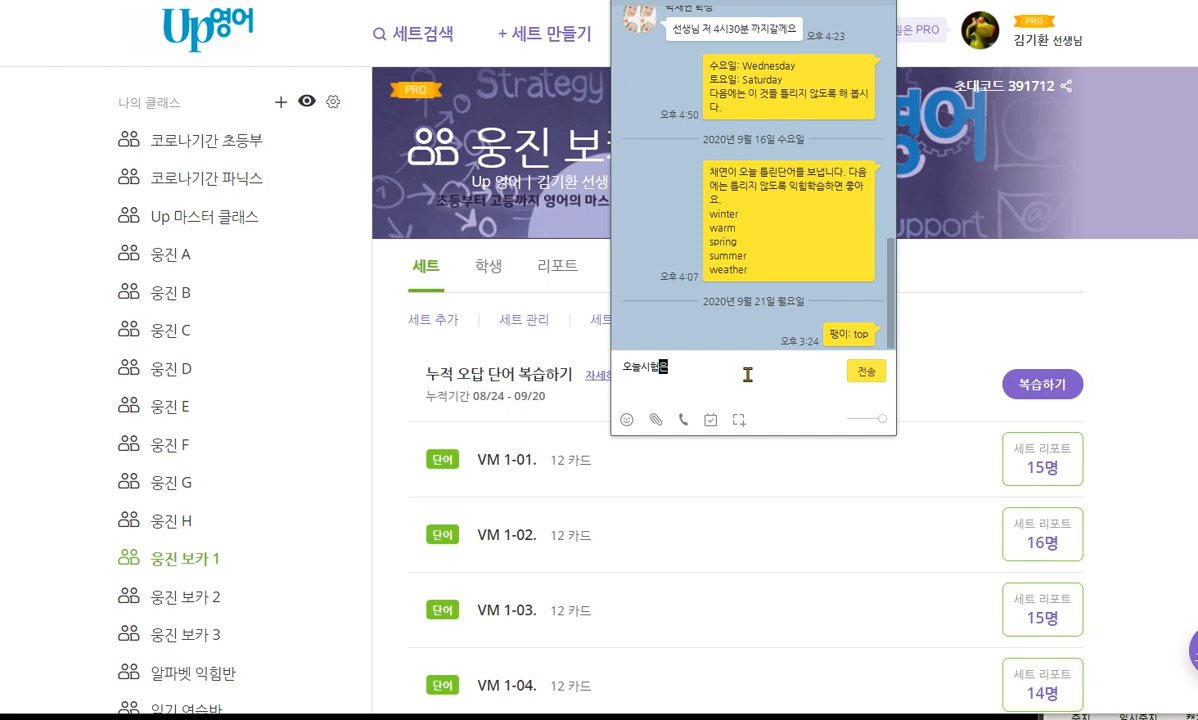 Up영어
세트검색
+ 세트 만들기
PRO
PRO
김기환 선생님
나의 클래스
코로나기간 초등부
코로나기간 파닉스
Up 마스터 클래스
웅진 A
웅진 B
웅진 C
웅진 D
웅진 E
웅진 F
웅진 G
웅진 H
웅진 보카 1
웅진 보카 2
웅진 보카 3
알파벳 익힘반
읽기 연습반
PRO
Strategy
초대코드 391712
웅진 보
영어
Up 영어 | 김기환 선생
초등부터 고등까지 영어의 마스
upport
세트
학생
리포트
세트 추가
세트 관리
세트
누적 오답 단어 복습하기
누적기간 08/24 - 09/20
복습하기
단어
VM 1-01.
12 카드
세트 리포트
15명
단어
VM 1-02.
12 카드
세트 리포트
16명
단어
VM 1-03.
12 카드
세트 리포트
15명
단어
VM 1-04.
12 카드
세트 리포트
14명
선생님 저 4시30분 까지갈께요
오후 4:23
수요일: Wednesday
토요일: Saturday
다음에는 이 것들 틀리지 않도록 해 봅시
다.
오후 4:50
2020년 9월 16일 수요일
채연이 오늘 틀린단어를 보냅니다. 다음
에는 틀리지 않도록 익힘학습하면 좋아
요.
winter
warm
spring
summer
weather
오후 4:07
2020년 9월 21일 월요일
팽이: top
오후 3:24
오늘시험은
전송